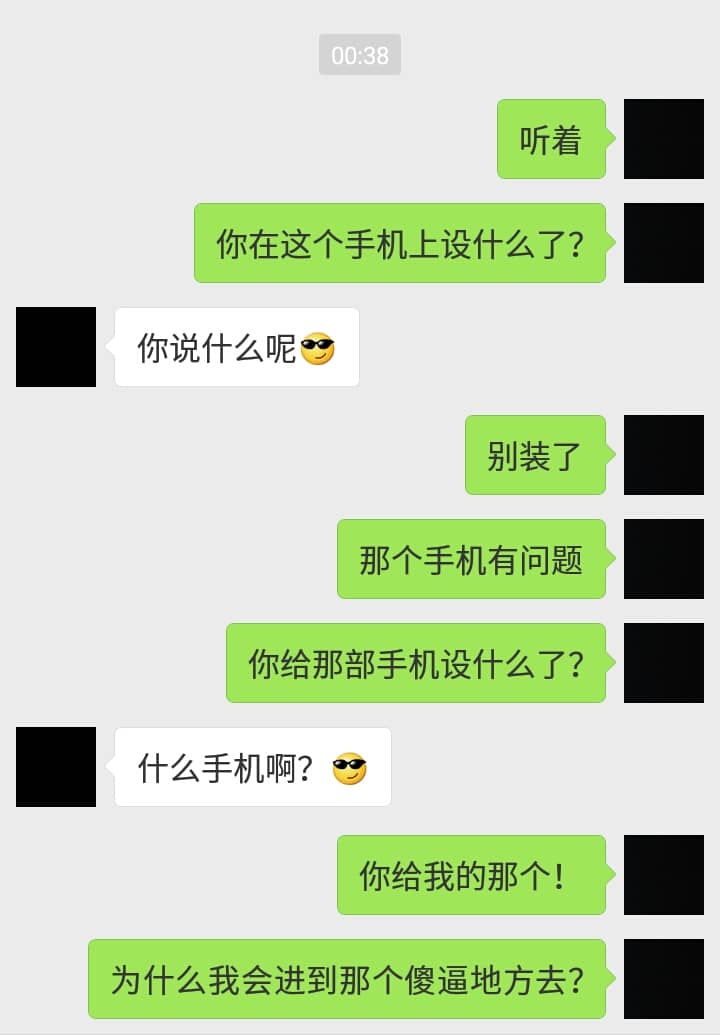 00:38
听着
你在这个手机上设什么了？
你说什么呢😎
别装了
那个手机有问题
你给那部手机设什么了？
什么手机啊？😎
你给我的那个！
为什么我会进到那个傻逼地方去？